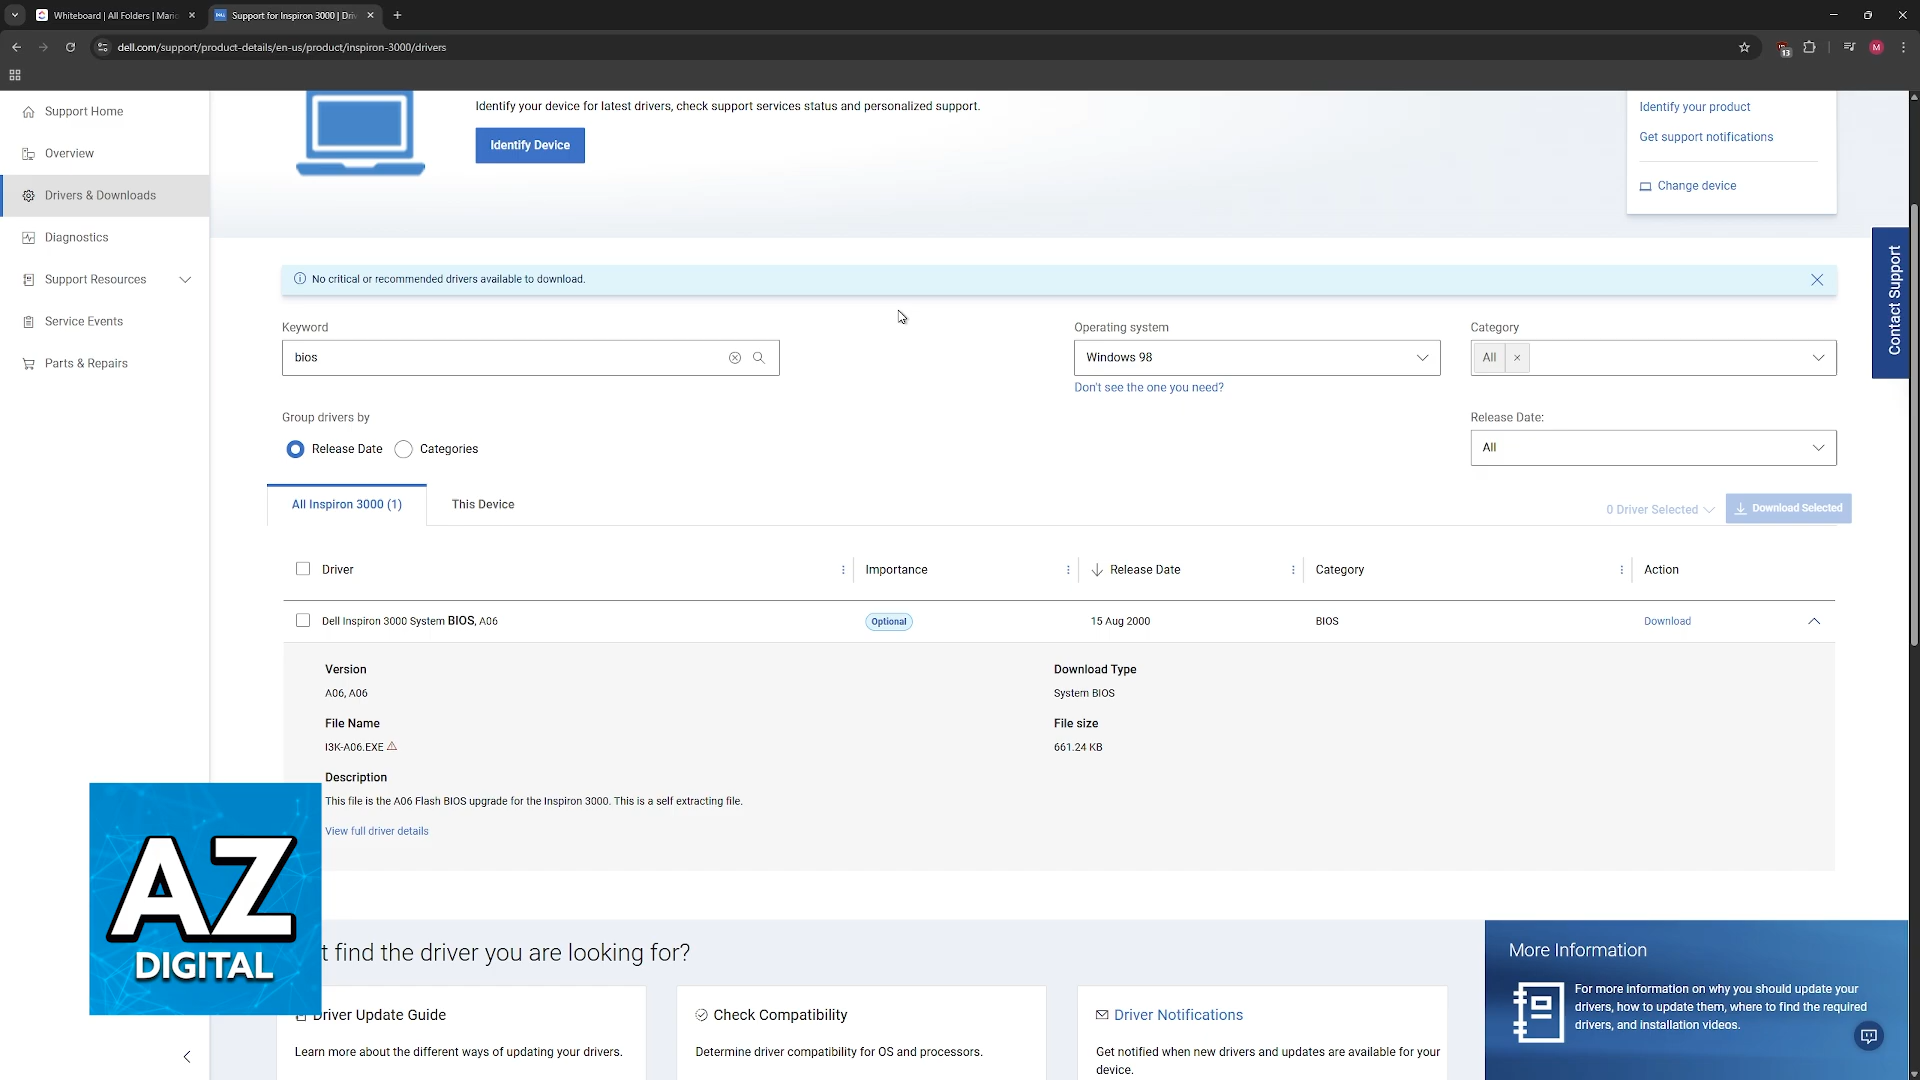 Whiteboard | All Folders | Mario
Support for Inspiron 3000 | Driv
dell.com/support/product-details/en-us/product/inspiron-3000/drivers
13
M
Support Home
Overview
Drivers & Downloads
Diagnostics
Support Resources
Service Events
Parts & Repairs
Identify your device for latest drivers, check support services status and personalized support.
Identify Device
Identify your product
Get support notifications
Change device
Contact Support
No critical or recommended drivers available to download.
Keyword
bios
Operating system
Windows 98
Don't see the one you need?
Category
All
Group drivers by
Release Date
Categories
Release Date:
All
All Inspiron 3000 (1)
This Device
0 Driver Selected
Download Selected
Driver
Importance
Release Date
Category
Action
Dell Inspiron 3000 System BIOS, A06
Optional
15 Aug 2000
BIOS
Download
Version
A06, A06
Download Type
System BIOS
File Name
I3K-A06.EXE
File size
661.24 KB
Description
This file is the A06 Flash BIOS upgrade for the Inspiron 3000. This is a self extracting file.
View full driver details
AZ
DIGITAL
t find the driver you are looking for?
Driver Update Guide
Learn more about the different ways of updating your drivers.
Check Compatibility
Determine driver compatibility for OS and processors.
Driver Notifications
Get notified when new drivers and updates are available for your
device.
More Information
For more information on why you should update your
drivers, how to update them, where to find the required
drivers, and installation videos.